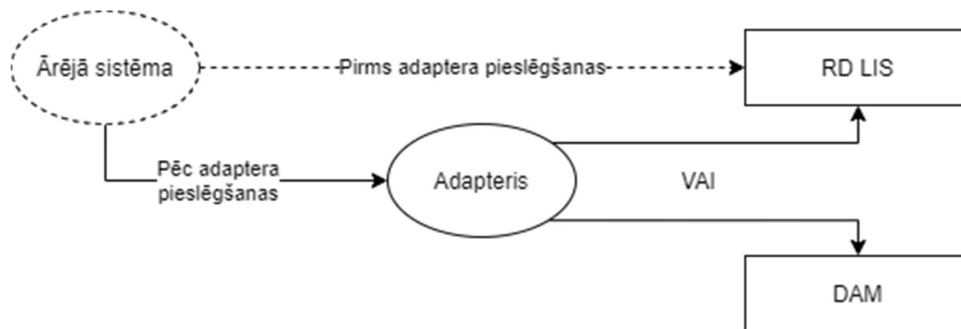 Ārējā sistēma
Pirms adaptera pieslēgšanas
RD LIS
Pēc adaptera
pieslēgšanas
Adapteris
VAI
DAM